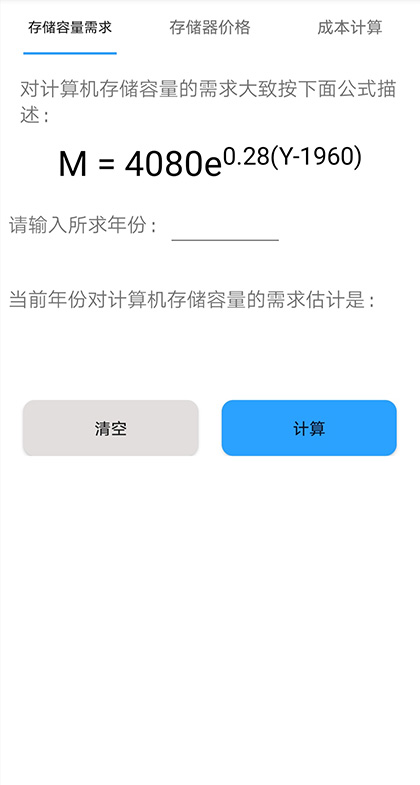 存储容量需求 存储器价格 成本计算
对计算机存储容量的需求大致按下面公式描
述：
M = 4080e^0.28(Y-1960)
请输入所求年份：
当前年份对计算机存储容量的需求估计是：
清空 计算